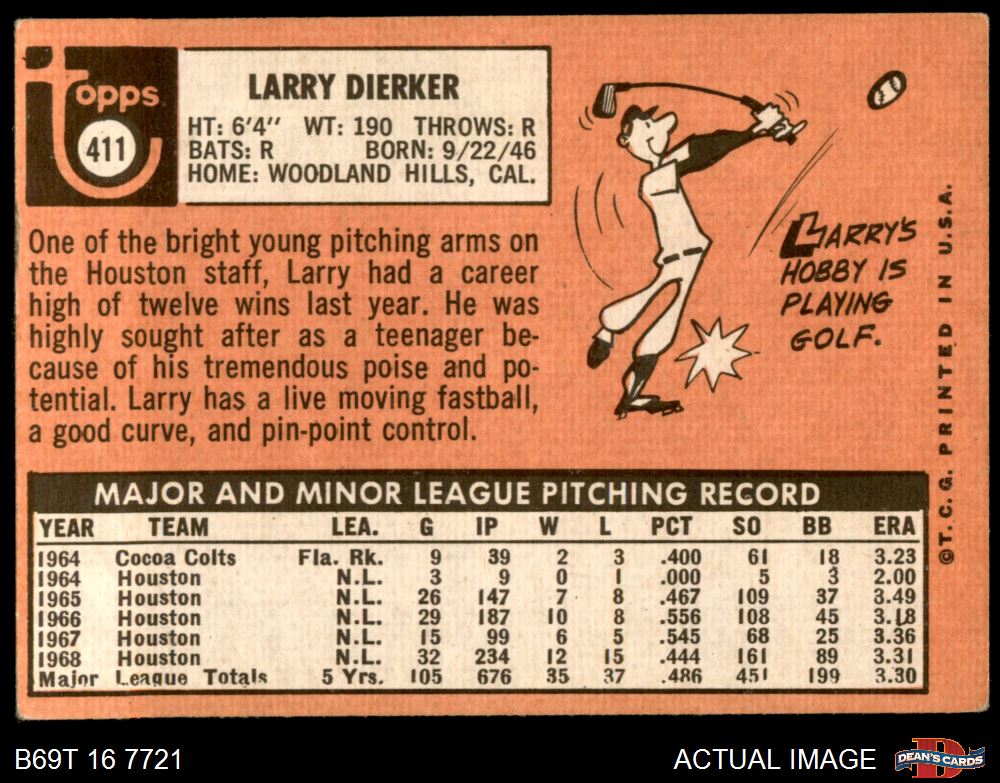 Topps
411
LARRY DIERKER
HT: 6'4" WT: 190 THROWS: R
BATS: R BORN: 9/22/46
HOME: WOODLAND HILLS, CAL.
One of the bright young pitching arms on
the Houston staff, Larry had a career
high of twelve wins last year. He was
highly sought after as a teenager be-
cause of his tremendous poise and po-
tential. Larry has a live moving fastball,
a good curve, and pin-point control.
LARRY'S
HOBBY IS
PLAYING
GOLF.
© T. C. G. PRINTED IN U.S.A.
MAJOR AND MINOR LEAGUE PITCHING RECORD
YEAR TEAM LEA. G IP W L PCT SO BB ERA
1964 Cocoa Colts Fla. Rk. 9 39 2 3 .400 61 18 3.23
1964 Houston N.L. 3 9 0 1 .000 5 3 2.00
1965 Houston N.L. 26 147 7 8 .467 109 37 3.49
1966 Houston N.L. 29 187 10 8 .556 108 45 3.18
1967 Houston N.L. 15 99 6 5 .545 68 25 3.36
1968 Houston N.L. 32 234 12 15 .444 161 89 3.31
Major League Totals 5 Yrs. 105 676 35 37 .486 451 199 3.30
B69T 16 7721
ACTUAL IMAGE
D
DEAN'S CARDS